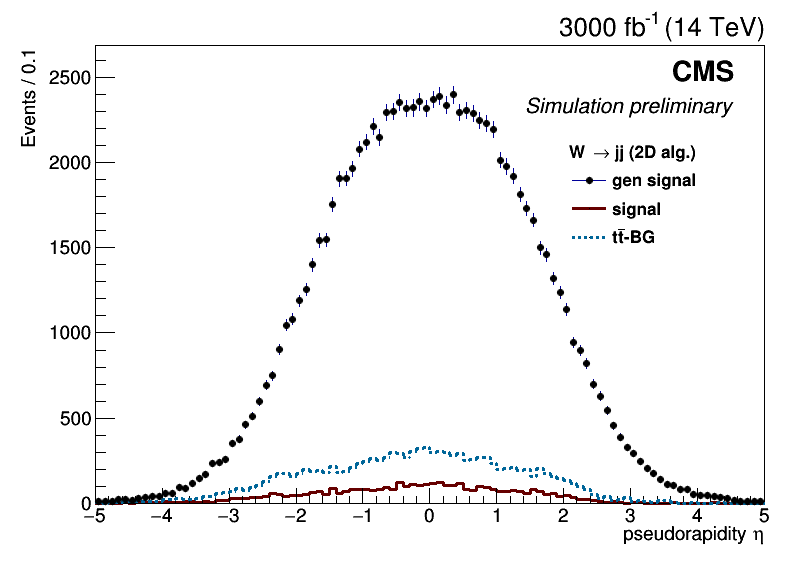 3000 fb⁻¹ (14 TeV)
CMS
Simulation preliminary
W → jj (2D alg.)
gen signal
signal
tt̄-BG
Events / 0.1
2500
2000
1500
1000
500
0
−5 −4 −3 −2 −1 0 1 2 3 4 5
pseudorapidity η